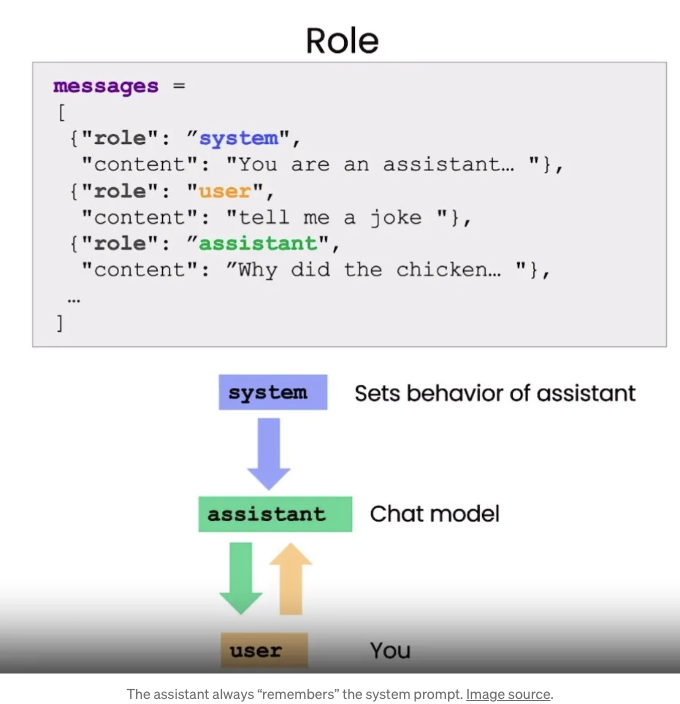 Role
messages =
[
{"role": ”system",
"content": "You are an assistant… "},
{"role": "user",
"content": "tell me a joke "},
{"role": ”assistant",
"content": ”Why did the chicken… "},
…
]
system Sets behavior of assistant
assistant Chat model
user You
The assistant always “remembers” the system prompt. Image source.